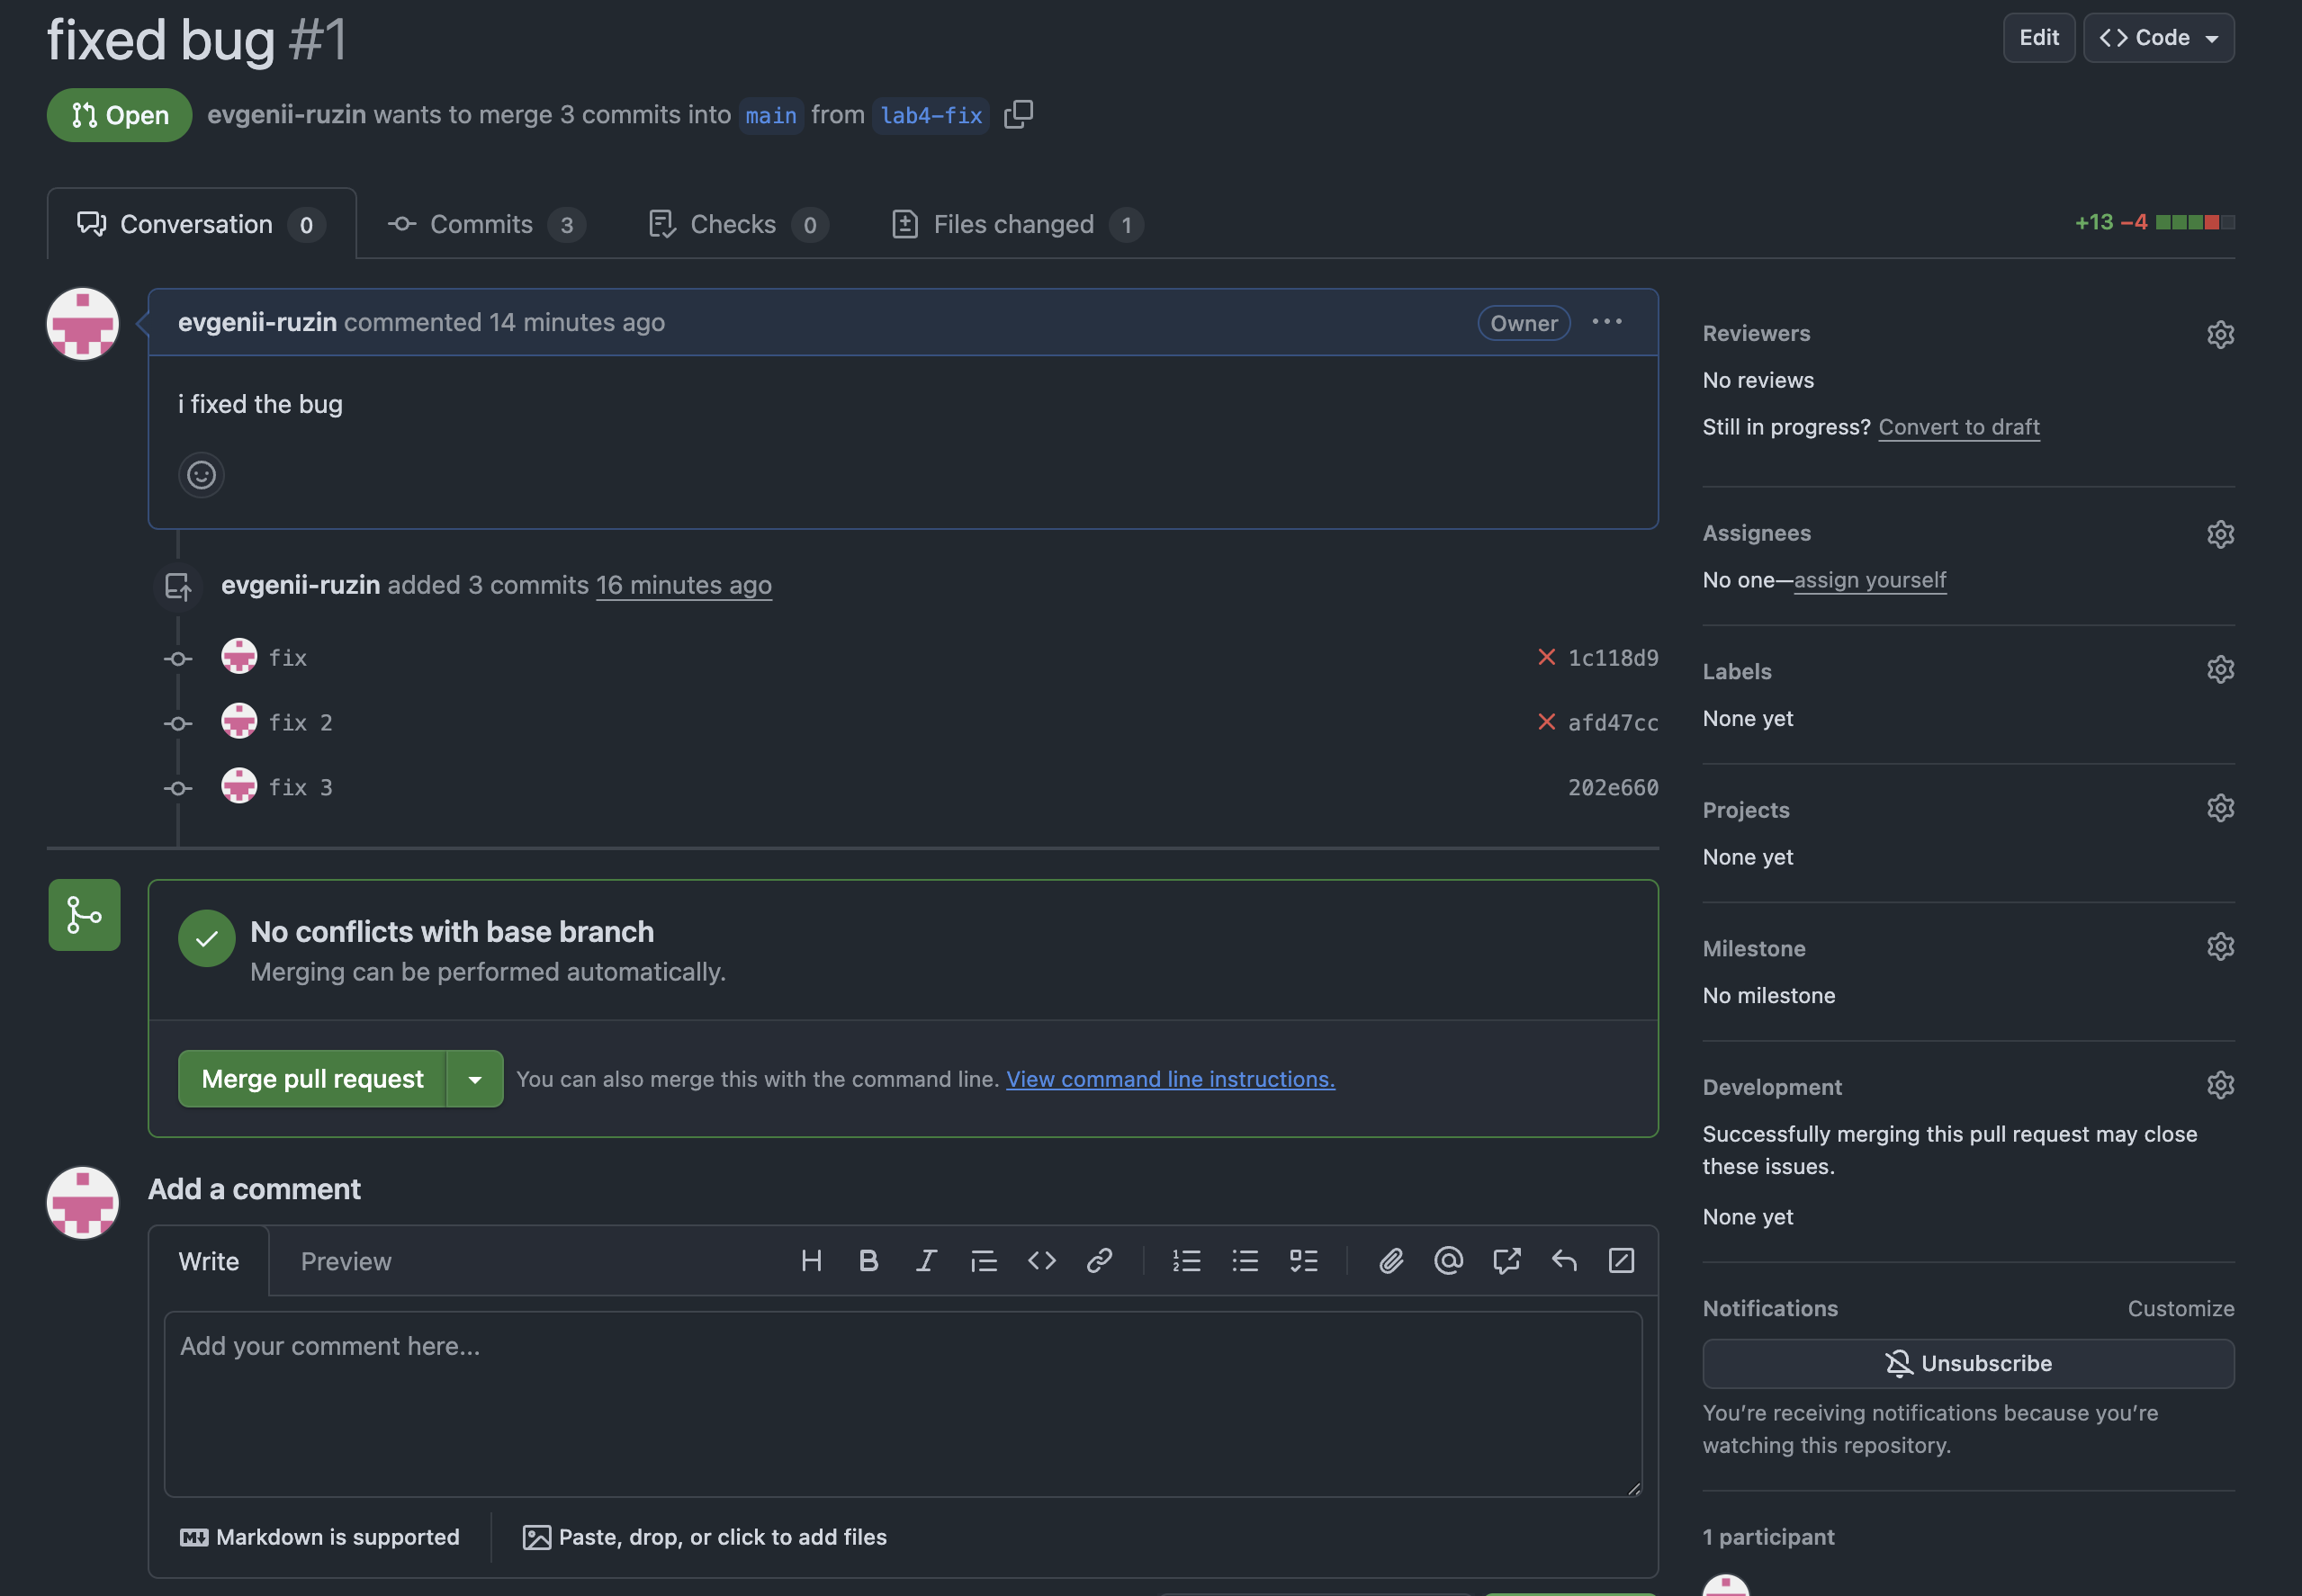 fixed bug #1
Edit
Code
Open
evgenii-ruzin wants to merge 3 commits into main from lab4-fix
Conversation 0
Commits 3
Checks 0
Files changed 1
+13 −4
evgenii-ruzin commented 14 minutes ago
Owner
i fixed the bug
evgenii-ruzin added 3 commits 16 minutes ago
fix
1c118d9
fix 2
afd47cc
fix 3
202e660
No conflicts with base branch
Merging can be performed automatically.
Merge pull request
You can also merge this with the command line. View command line instructions.
Add a comment
Write
Preview
Add your comment here...
Markdown is supported
Paste, drop, or click to add files
Reviewers
No reviews
Still in progress? Convert to draft
Assignees
No one—assign yourself
Labels
None yet
Projects
None yet
Milestone
No milestone
Development
Successfully merging this pull request may close
these issues.
None yet
Notifications
Customize
Unsubscribe
You’re receiving notifications because you’re
watching this repository.
1 participant